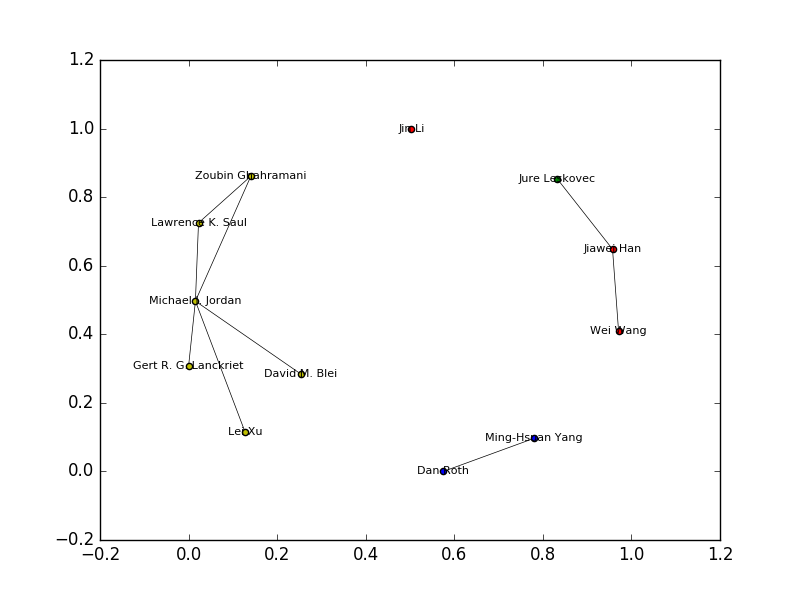 1.2
1.0
0.8
0.6
0.4
0.2
0.0
−0.2
−0.2
0.0
0.2
0.4
0.6
0.8
1.0
1.2
Jin Li
Zoubin Ghahramani
Jure Leskovec
Lawrence K. Saul
Jiawei Han
Michael I. Jordan
Wei Wang
Gert R. G. Lanckriet
David M. Blei
Lei Xu
Ming-Hsuan Yang
Dan Roth